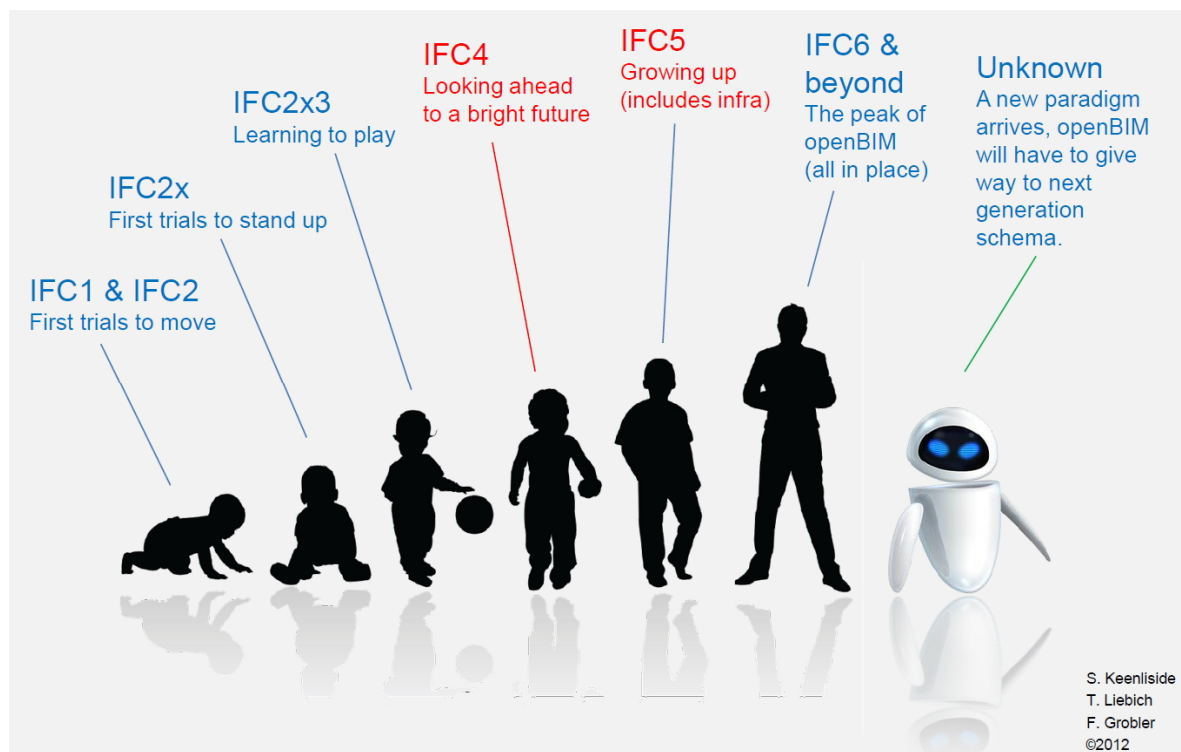 IFC1 & IFC2
First trials to move
IFC2x
First trials to stand up
IFC2x3
Learning to play
IFC4
Looking ahead
to a bright future
IFC5
Growing up
(includes infra)
IFC6 &
beyond
The peak of
openBIM
(all in place)
Unknown
A new paradigm
arrives, openBIM
will have to give
way to next
generation
schema.
S. Keenliside
T. Liebich
F. Grobler
©2012